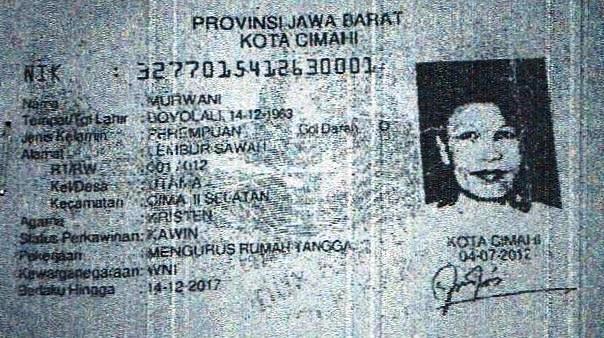 PROVINSI JAWA BARAT
KOTA CIMAHI
NIK : 3277015412630001
Nama : MURWANI
Tempat/Tgl Lahir : BOYOLALI, 14-12-1963
Jenis Kelamin : PEREMPUAN Gol Darah : O
Alamat : LEMBUR SAWAH
RT/RW : 001 / 012
Kel/Desa : UTAMA
Kecamatan : CIMAHI SELATAN
Agama : KRISTEN
Status Perkawinan: KAWIN
Pekerjaan : MENGURUS RUMAH TANGGA
Kewarganegaraan: WNI
Berlaku Hingga : 14-12-2017
KOTA CIMAHI
04-07-2012